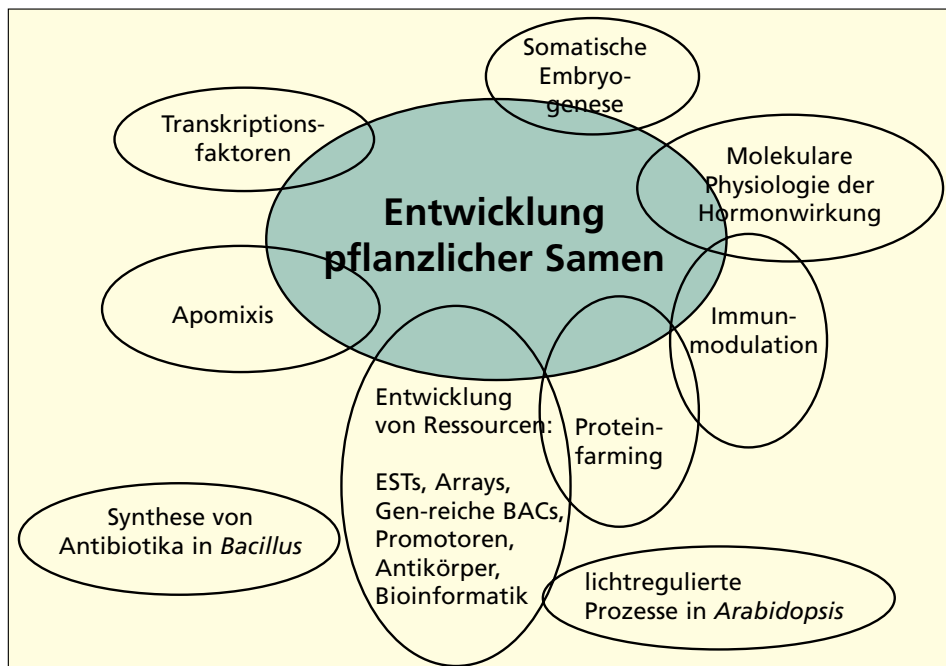 Somatische
Embryo-
genese
Transkriptions-
faktoren
Molekulare
Physiologie der
Hormonwirkung
Entwicklung
pflanzlicher Samen
Apomixis
Immun-
modulation
Entwicklung
von Ressourcen:
ESTs, Arrays,
Gen-reiche BACs,
Promotoren,
Antikörper,
Bioinformatik
Protein-
farming
Synthese von
Antibiotika in Bacillus
lichtregulierte
Prozesse in Arabidopsis